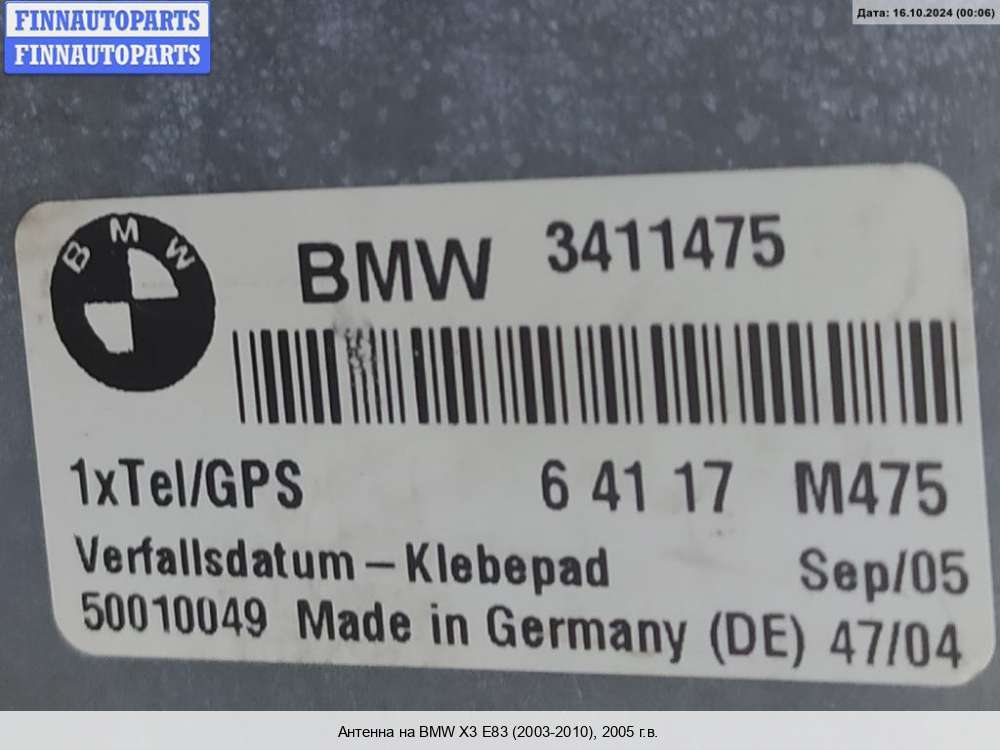 FINNAUTOPARTS
FINNAUTOPARTS
Дата: 16.10.2024 (00:06)
BMW
BMW 3411475
1xTel/GPS 6 41 17 M475
Verfallsdatum – Klebepad Sep/05
50010049 Made in Germany (DE) 47/04
Антенна на BMW X3 E83 (2003-2010), 2005 г.в.